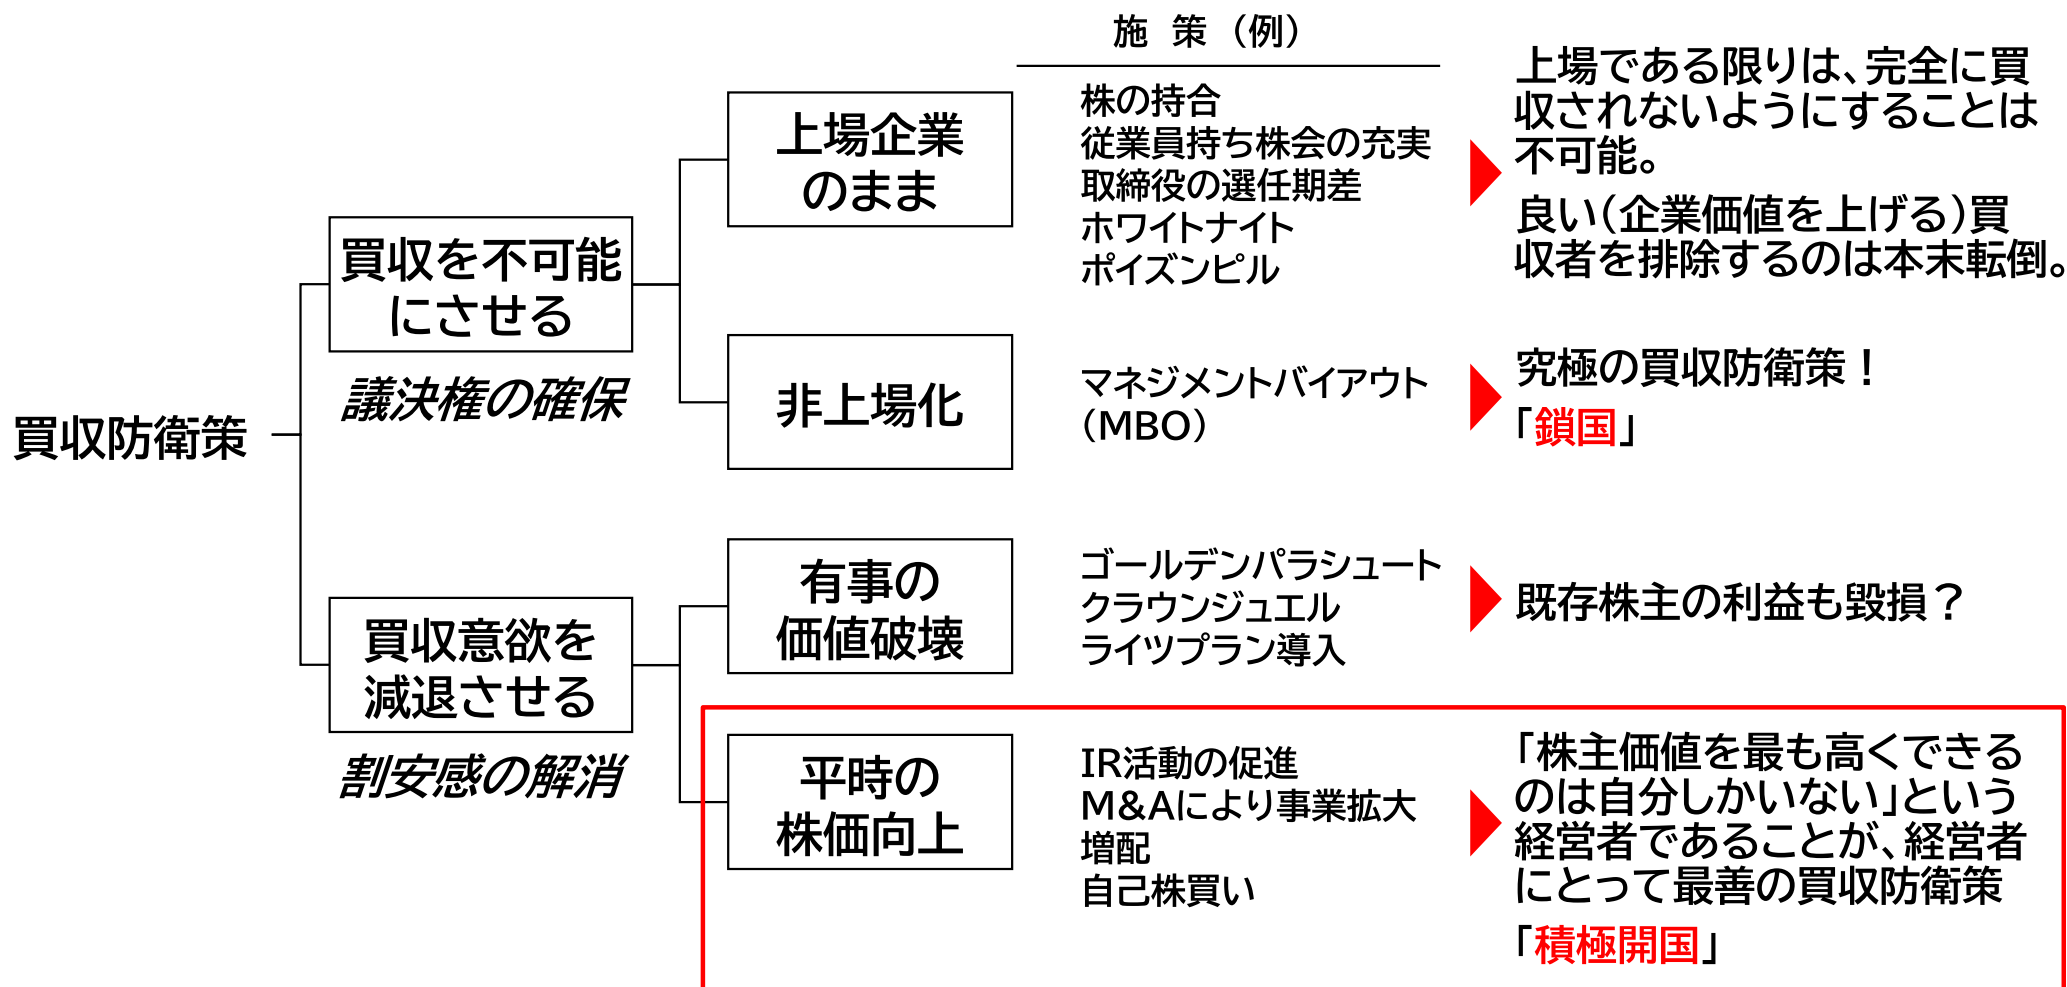 施 策 （例）
買収防衛策
買収を不可能
にさせる
議決権の確保
上場企業
のまま
株の持合
従業員持ち株会の充実
取締役の選任期差
ホワイトナイト
ポイズンピル
上場である限りは、完全に買
収されないようにすることは
不可能。
良い（企業価値を上げる）買
収者を排除するのは本末転倒。
非上場化
マネジメントバイアウト
（MBO）
究極の買収防衛策！
「鎖国」
買収意欲を
減退させる
割安感の解消
有事の
価値破壊
ゴールデンパラシュート
クラウンジュエル
ライツプラン導入
既存株主の利益も毀損？
平時の
株価向上
IR活動の促進
M&Aにより事業拡大
増配
自己株買い
「株主価値を最も高くできる
のは自分しかいない」という
経営者であることが、経営者
にとって最善の買収防衛策
「積極開国」